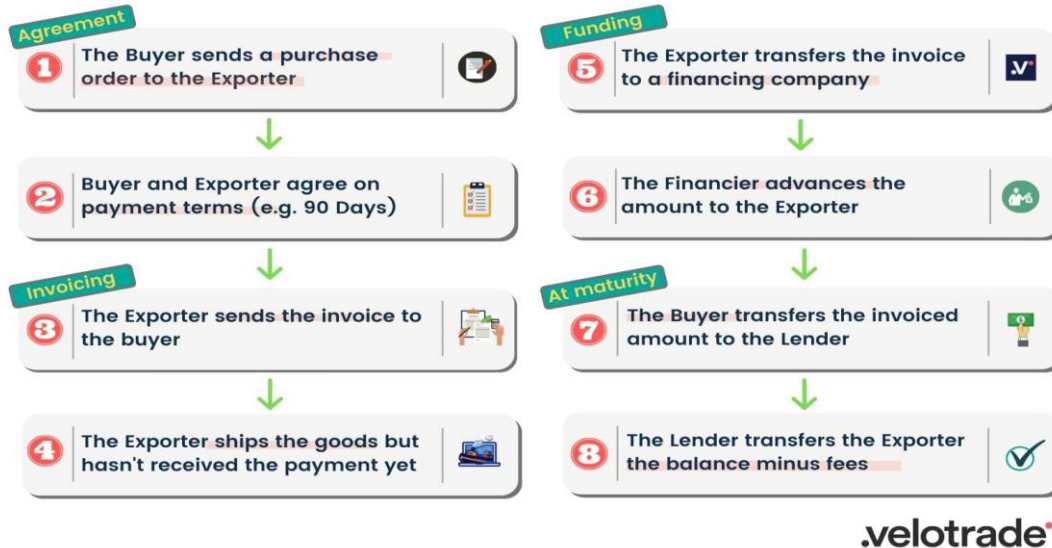 Agreement
1
The Buyer sends a purchase
order to the Exporter
2
Buyer and Exporter agree on
payment terms (e.g. 90 Days)
Invoicing
3
The Exporter sends the invoice to
the buyer
4
The Exporter ships the goods but
hasn't received the payment yet
Funding
5
The Exporter transfers the invoice
to a financing company
.v
6
The Financier advances the
amount to the Exporter
At maturity
7
The Buyer transfers the invoiced
amount to the Lender
8
The Lender transfers the Exporter
the balance minus fees
.velotrade